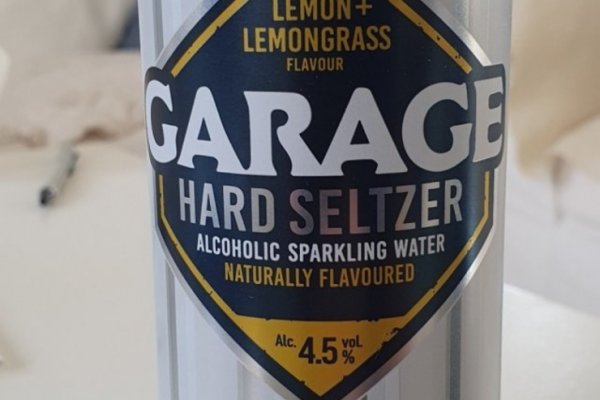 LEMON+
LEMONGRASS
FLAVOUR
GARAGE
HARD SELTZER
ALCOHOLIC SPARKLING WATER
NATURALLY FLAVOURED
Alc. 4.5 vol. %